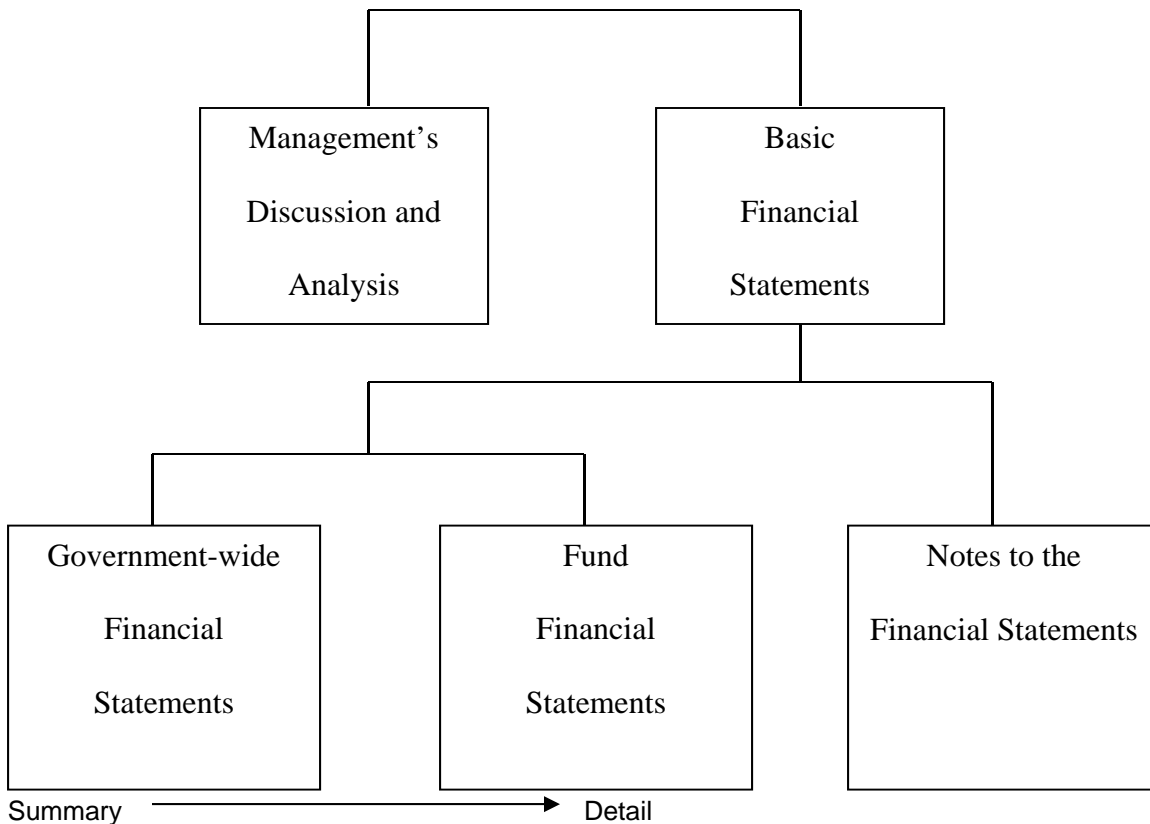 Management’s
Discussion and
Analysis
Basic
Financial
Statements
Government-wide
Financial
Statements
Fund
Financial
Statements
Notes to the
Financial Statements
Summary
Detail